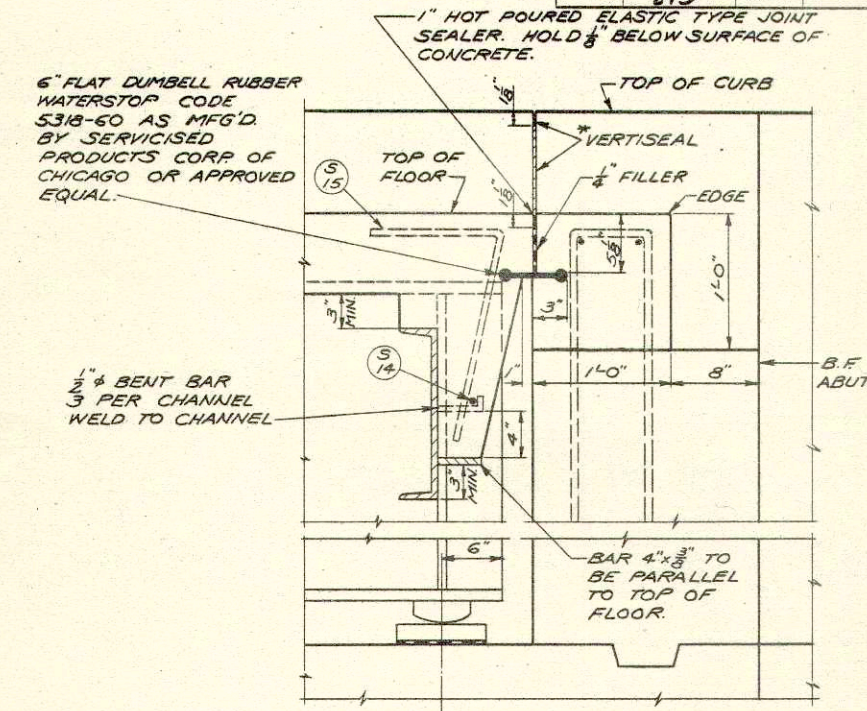 1" HOT POURED ELASTIC TYPE JOINT
SEALER. HOLD 1/8" BELOW SURFACE OF
CONCRETE.
6" FLAT DUMBELL RUBBER
WATERSTOP CODE
5318-60 AS MFG'D.
BY SERVICISED
PRODUCTS CORP. OF
CHICAGO OR APPROVED
EQUAL.
TOP OF CURB
1 1/8"
*VERTISEAL
TOP OF
FLOOR
S
15
1 1/8"
1/4" FILLER
EDGE
5 1/8"
1'-0"
3"
MIN.
3"
S
14
1"
1'-0"
8"
B.F.
ABUT
1/2" φ BENT BAR
3 PER CHANNEL
WELD TO CHANNEL
4"
3"
MIN.
6"
BAR 4"x 3/8" TO
BE PARALLEL
TO TOP OF
FLOOR.